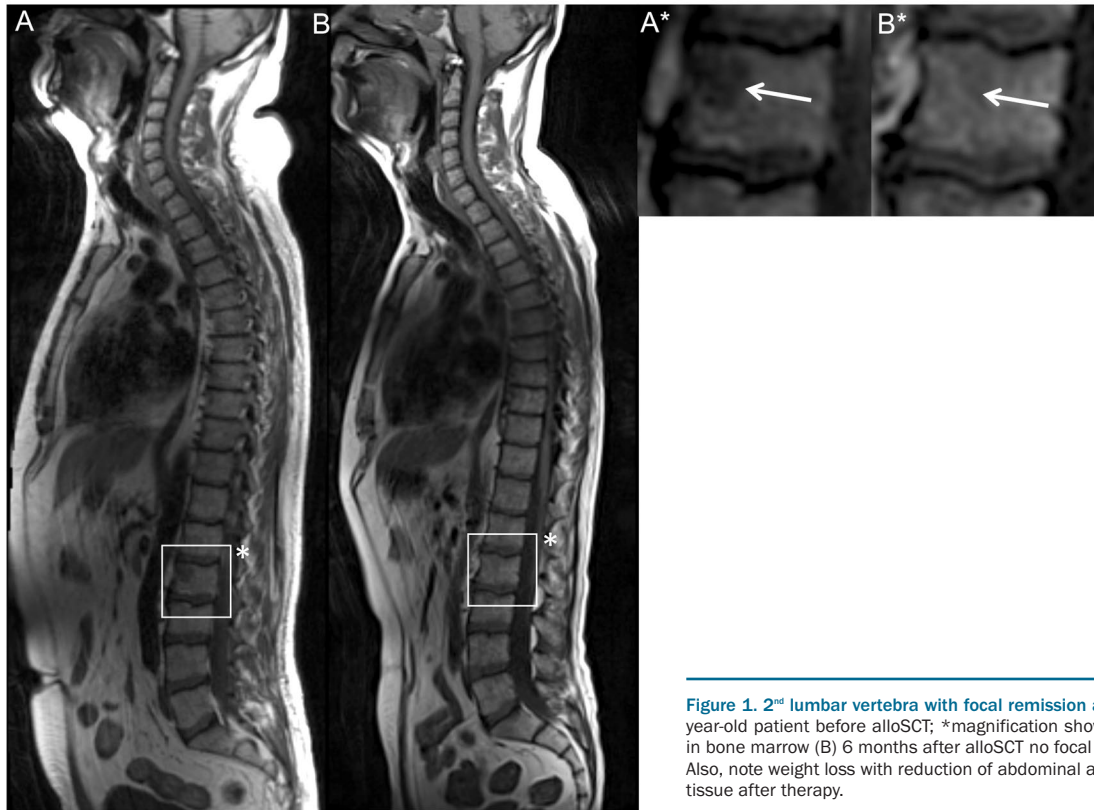 A
B
A*
B*
*
*
Figure 1. 2nd lumbar vertebra with focal remission a
year-old patient before alloSCT; *magnification show
in bone marrow (B) 6 months after alloSCT no focal
Also, note weight loss with reduction of abdominal a
tissue after therapy.